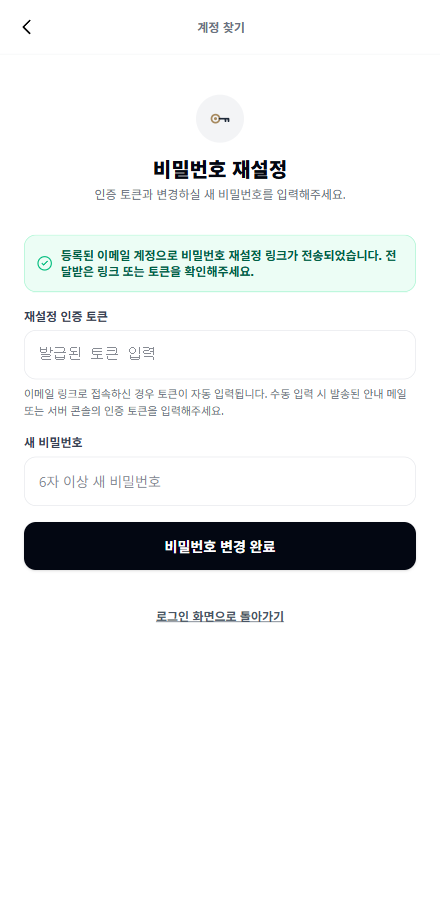 계정 찾기
비밀번호 재설정
인증 토큰과 변경하실 새 비밀번호를 입력해주세요.
등록된 이메일 계정으로 비밀번호 재설정 링크가 전송되었습니다. 전
달받은 링크 또는 토큰을 확인해주세요.
재설정 인증 토큰
발급된 토큰 입력
이메일 링크로 접속하신 경우 토큰이 자동 입력됩니다. 수동 입력 시 발송된 안내 메일
또는 서버 콘솔의 인증 토큰을 입력해주세요.
새 비밀번호
6자 이상 새 비밀번호
비밀번호 변경 완료
로그인 화면으로 돌아가기